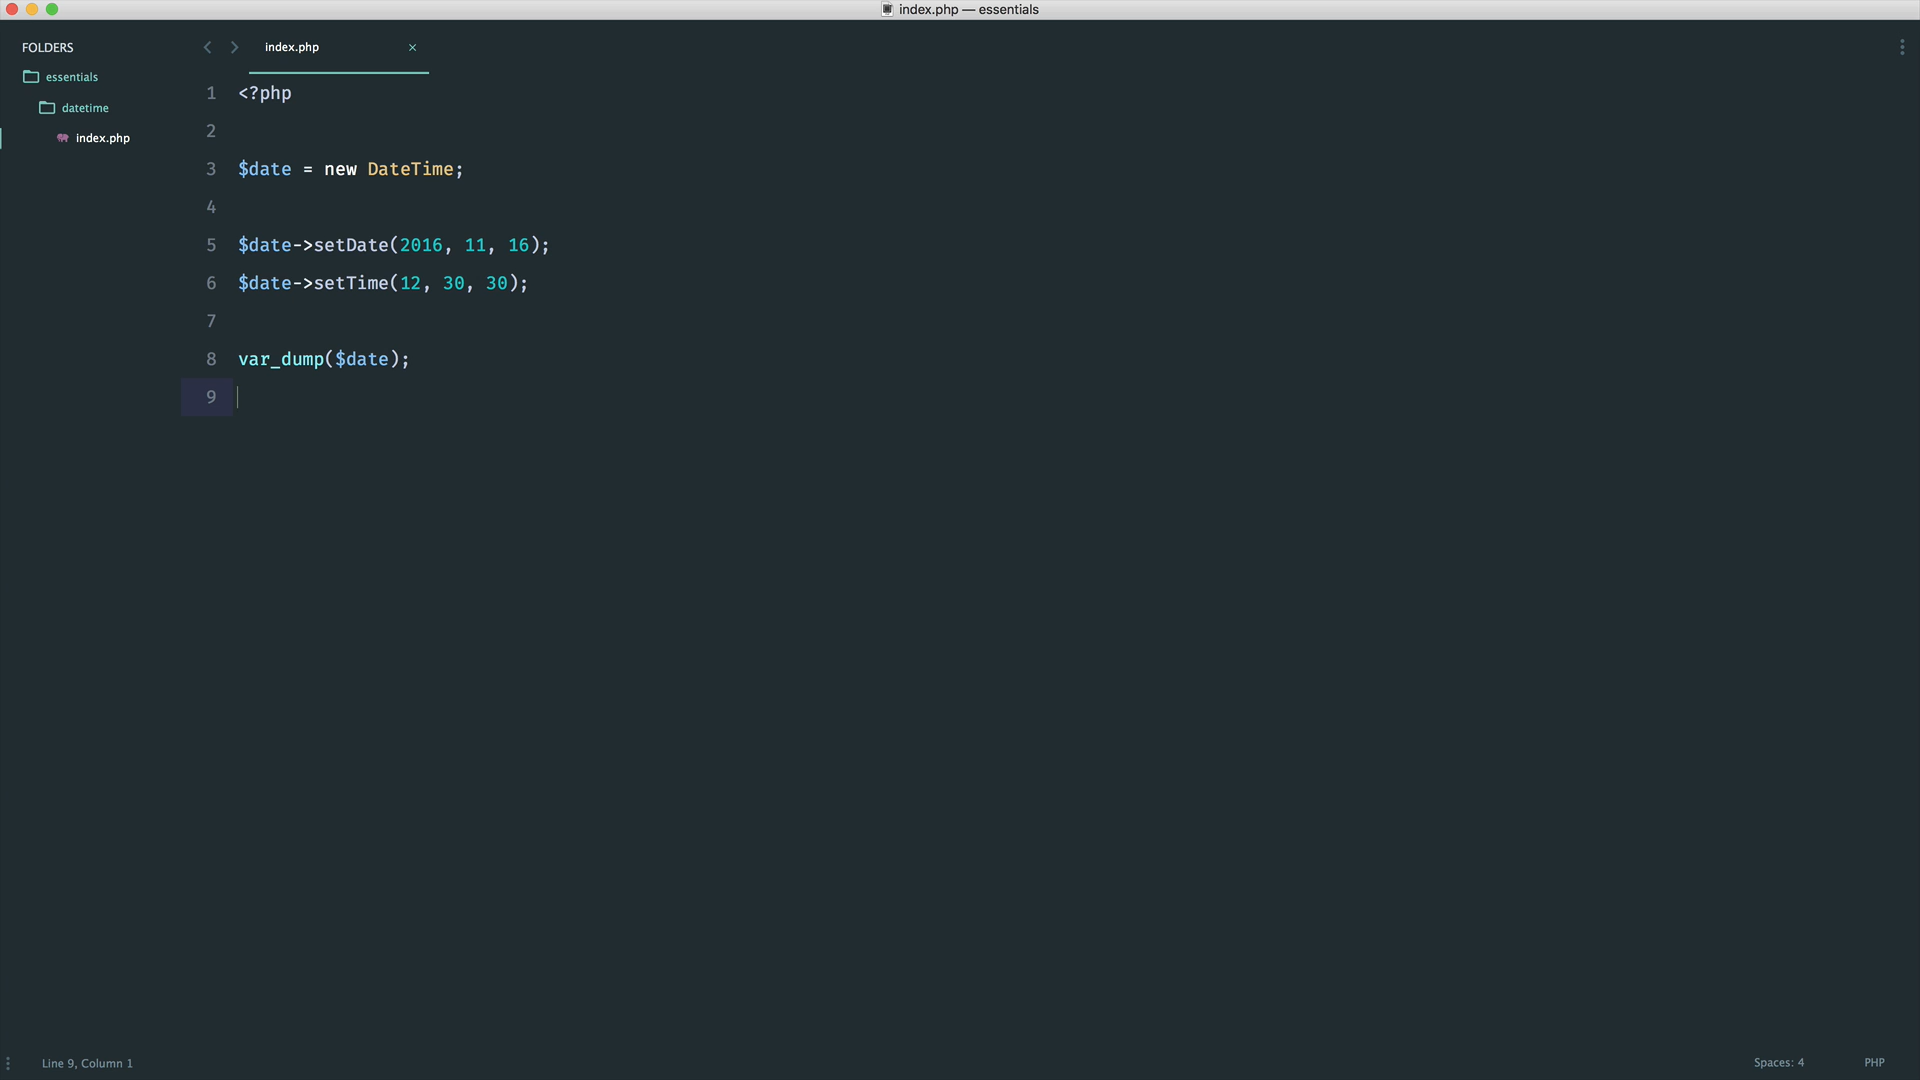 index.php — essentials
FOLDERS
essentials
datetime
index.php
index.php ×
1 <?php
2
3 $date = new DateTime;
4
5 $date->setDate(2016, 11, 16);
6 $date->setTime(12, 30, 30);
7
8 var_dump($date);
9
Line 9, Column 1
Spaces: 4
PHP